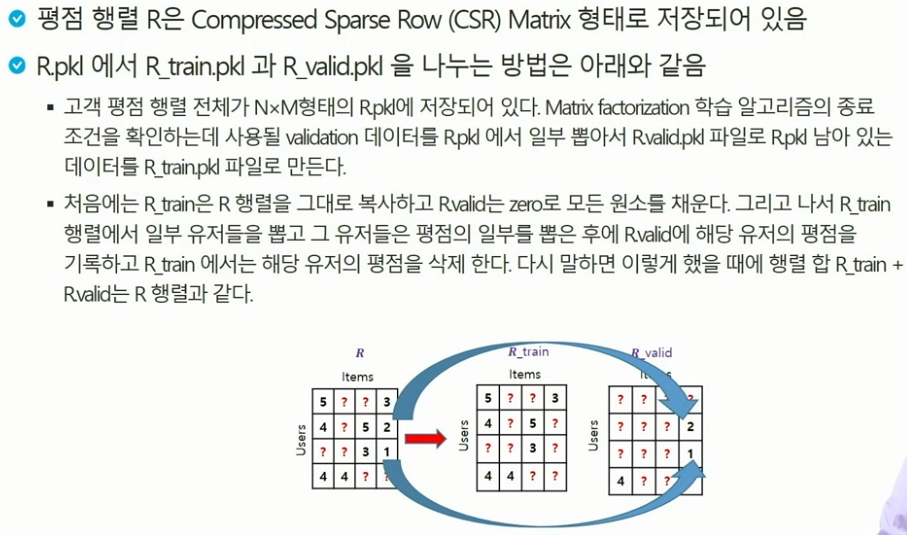 평점 행렬 R은 Compressed Sparse Row (CSR) Matrix 형태로 저장되어 있음
R.pkl 에서 R_train.pkl 과 R_valid.pkl 을 나누는 방법은 아래와 같음
▪ 고객 평점 행렬 전체가 N×M형태의 R.pkl에 저장되어 있다. Matrix factorization 학습 알고리즘의 종료
조건을 확인하는데 사용될 validation 데이터를 R.pkl 에서 일부 뽑아서 R.valid.pkl 파일로 R.pkl 남아 있는
데이터를 R_train.pkl 파일로 만든다.
▪ 처음에는 R_train은 R 행렬을 그대로 복사하고 R.valid는 zero로 모든 원소를 채운다. 그리고 나서 R_train
행렬에서 일부 유저들을 뽑고 그 유저들은 평점의 일부를 뽑은 후에 R.valid에 해당 유저의 평점을
기록하고 R_train 에서는 해당 유저의 평점을 삭제 한다. 다시 말하면 이렇게 했을 때에 행렬 합 R_train +
R.valid는 R 행렬과 같다.
R R_train R_valid
Items Items
Users Users Users
5 ? ? 3
4 ? 5 2
? ? 3 1
4 4 ? ?
5 ? ? 3
4 ? 5 ?
? ? 3 ?
4 4 ? ?
? ? ?
? ? ? 2
? ? ? 1
4 ? ?